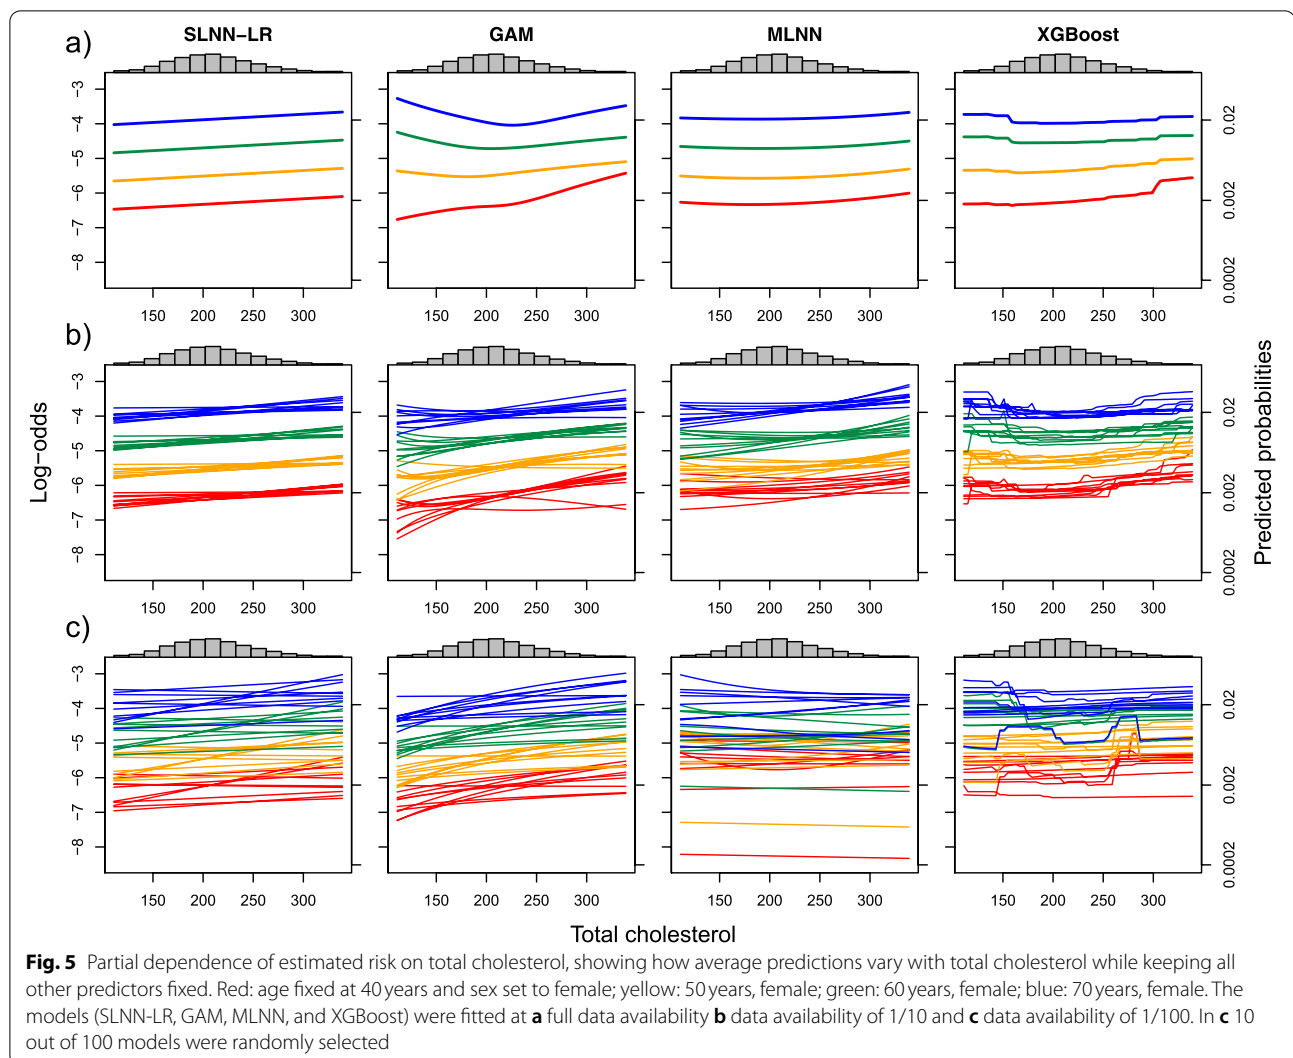 a)
SLNN–LR GAM MLNN XGBoost
−3
−4
−5
−6
−7
−8
0.02
0.002
0.0002
150 200 250 300 150 200 250 300 150 200 250 300 150 200 250 300
b)
−3
−4
−5
−6
−7
−8
0.02
0.002
0.0002
Log−odds
Predicted probabilities
150 200 250 300 150 200 250 300 150 200 250 300 150 200 250 300
c)
−3
−4
−5
−6
−7
−8
0.02
0.002
0.0002
150 200 250 300 150 200 250 300 150 200 250 300 150 200 250 300
Total cholesterol
Fig. 5 Partial dependence of estimated risk on total cholesterol, showing how average predictions vary with total cholesterol while keeping all
other predictors fixed. Red: age fixed at 40 years and sex set to female; yellow: 50 years, female; green: 60 years, female; blue: 70 years, female. The
models (SLNN-LR, GAM, MLNN, and XGBoost) were fitted at a full data availability b data availability of 1/10 and c data availability of 1/100. In c 10
out of 100 models were randomly selected